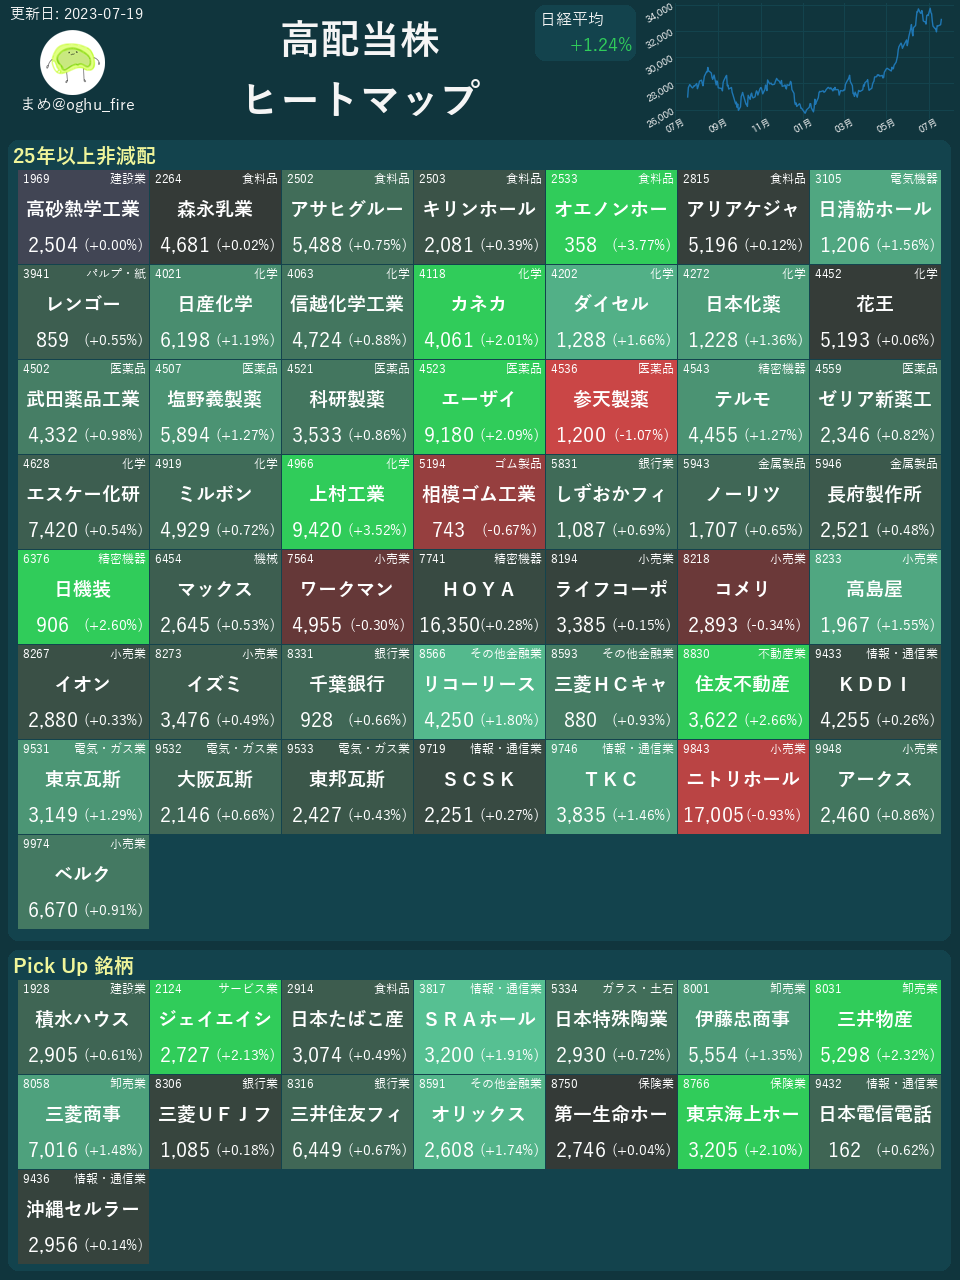 更新日: 2023-07-19
まめ@oghu_fire
高配当株
ヒートマップ
日経平均
+1.24%
34,000
32,000
30,000
28,000
26,000
07月 09月 11月 01月 03月 05月 07月
25年以上非減配
1969 建設業 2264 食料品 2502 食料品 2503 食料品 2533 食料品 2815 食料品 3105 電気機器
高砂熱学工業 森永乳業 アサヒグルー キリンホール オエノンホー アリアケジャ 日清紡ホール
2,504 (+0.00%) 4,681 (+0.02%) 5,488 (+0.75%) 2,081 (+0.39%) 358 (+3.77%) 5,196 (+0.12%) 1,206 (+1.56%)
3941 パルプ・紙 4021 化学 4063 化学 4118 化学 4202 化学 4272 化学 4452 化学
レンゴー 日産化学 信越化学工業 カネカ ダイセル 日本化薬 花王
859 (+0.55%) 6,198 (+1.19%) 4,724 (+0.88%) 4,061 (+2.01%) 1,288 (+1.66%) 1,228 (+1.36%) 5,193 (+0.06%)
4502 医薬品 4507 医薬品 4521 医薬品 4523 医薬品 4536 医薬品 4543 精密機器 4559 医薬品
武田薬品工業 塩野義製薬 科研製薬 エーザイ 参天製薬 テルモ ゼリア新薬工
4,332 (+0.98%) 5,894 (+1.27%) 3,533 (+0.86%) 9,180 (+2.09%) 1,200 (-1.07%) 4,455 (+1.27%) 2,346 (+0.82%)
4628 化学 4919 化学 4966 化学 5194 ゴム製品 5831 銀行業 5943 金属製品 5946 金属製品
エスケー化研 ミルボン 上村工業 相模ゴム工業 しずおかフィ ノーリツ 長府製作所
7,420 (+0.54%) 4,929 (+0.72%) 9,420 (+3.52%) 743 (-0.67%) 1,087 (+0.69%) 1,707 (+0.65%) 2,521 (+0.48%)
6376 精密機器 6454 機械 7564 小売業 7741 精密機器 8194 小売業 8218 小売業 8233 小売業
日機装 マックス ワークマン ＨＯＹＡ ライフコーポ コメリ 高島屋
906 (+2.60%) 2,645 (+0.53%) 4,955 (-0.30%) 16,350(+0.28%) 3,385 (+0.15%) 2,893 (-0.34%) 1,967 (+1.55%)
8267 小売業 8273 小売業 8331 銀行業 8566 その他金融業 8593 その他金融業 8830 不動産業 9433 情報・通信業
イオン イズミ 千葉銀行 リコーリース 三菱ＨＣキャ 住友不動産 ＫＤＤＩ
2,880 (+0.33%) 3,476 (+0.49%) 928 (+0.66%) 4,250 (+1.80%) 880 (+0.93%) 3,622 (+2.66%) 4,255 (+0.26%)
9531 電気・ガス業 9532 電気・ガス業 9533 電気・ガス業 9719 情報・通信業 9746 情報・通信業 9843 小売業 9948 小売業
東京瓦斯 大阪瓦斯 東邦瓦斯 ＳＣＳＫ ＴＫＣ ニトリホール アークス
3,149 (+1.29%) 2,146 (+0.66%) 2,427 (+0.43%) 2,251 (+0.27%) 3,835 (+1.46%) 17,005(-0.93%) 2,460 (+0.86%)
9974 小売業
ベルク
6,670 (+0.91%)
Pick Up 銘柄
1928 建設業 2124 サービス業 2914 食料品 3817 情報・通信業 5334 ガラス・土石 8001 卸売業 8031 卸売業
積水ハウス ジェイエイシ 日本たばこ産 ＳＲＡホール 日本特殊陶業 伊藤忠商事 三井物産
2,905 (+0.61%) 2,727 (+2.13%) 3,074 (+0.49%) 3,200 (+1.91%) 2,930 (+0.72%) 5,554 (+1.35%) 5,298 (+2.32%)
8058 卸売業 8306 銀行業 8316 銀行業 8591 その他金融業 8750 保険業 8766 保険業 9432 情報・通信業
三菱商事 三菱ＵＦＪフ 三井住友フィ オリックス 第一生命ホー 東京海上ホー 日本電信電話
7,016 (+1.48%) 1,085 (+0.18%) 6,449 (+0.67%) 2,608 (+1.74%) 2,746 (+0.04%) 3,205 (+2.10%) 162 (+0.62%)
9436 情報・通信業
沖縄セルラー
2,956 (+0.14%)